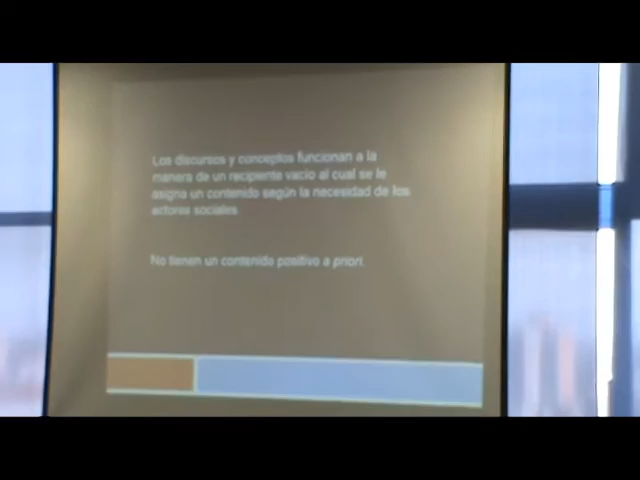 Los discursos y conceptos funcionan a la
manera de un recipiente vacío al cual se le
asigna un contenido según la necesidad de los
actores sociales.
No tienen un contenido positivo a priori.